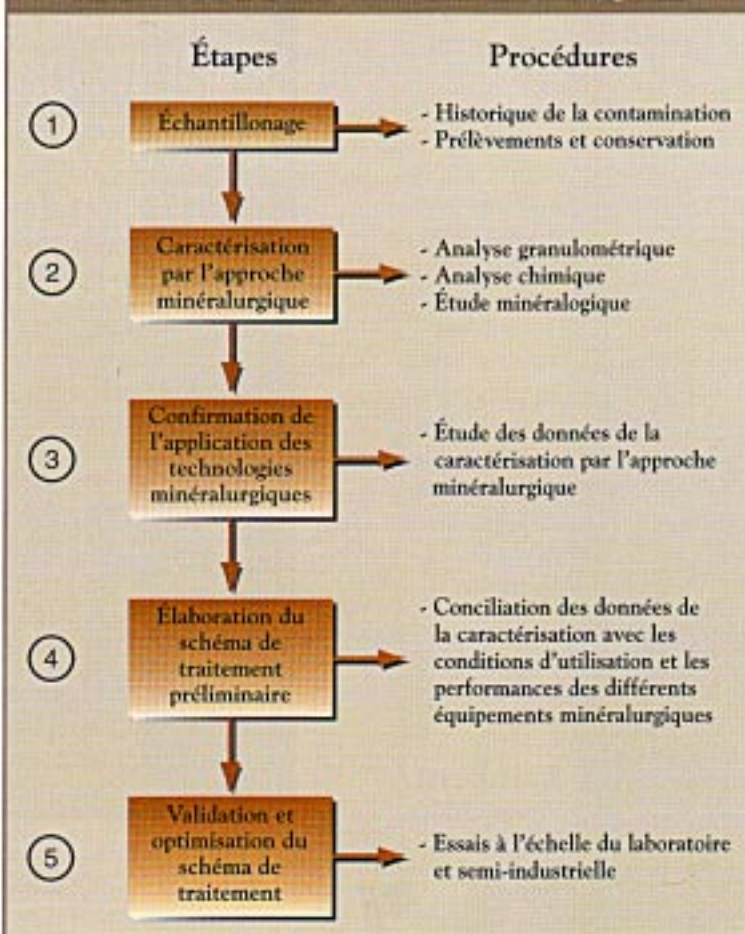 Étapes
Procédures
1
Échantillonage
- Historique de la contamination
- Prélèvements et conservation
2
Caractérisation
par l'approche
minéralurgique
- Analyse granulométrique
- Analyse chimique
- Étude minéralogique
3
Confirmation de
l'application des
technologies
minéralurgiques
- Étude des données de la
caractérisation par l'approche
minéralurgique
4
Élaboration du
schéma de
traitement
préliminaire
- Conciliation des données de
la caractérisation avec les
conditions d'utilisation et les
performances des différents
équipements minéralurgiques
5
Validation et
optimisation du
schéma de
traitement
- Essais à l'échelle du laboratoire
et semi-industrielle